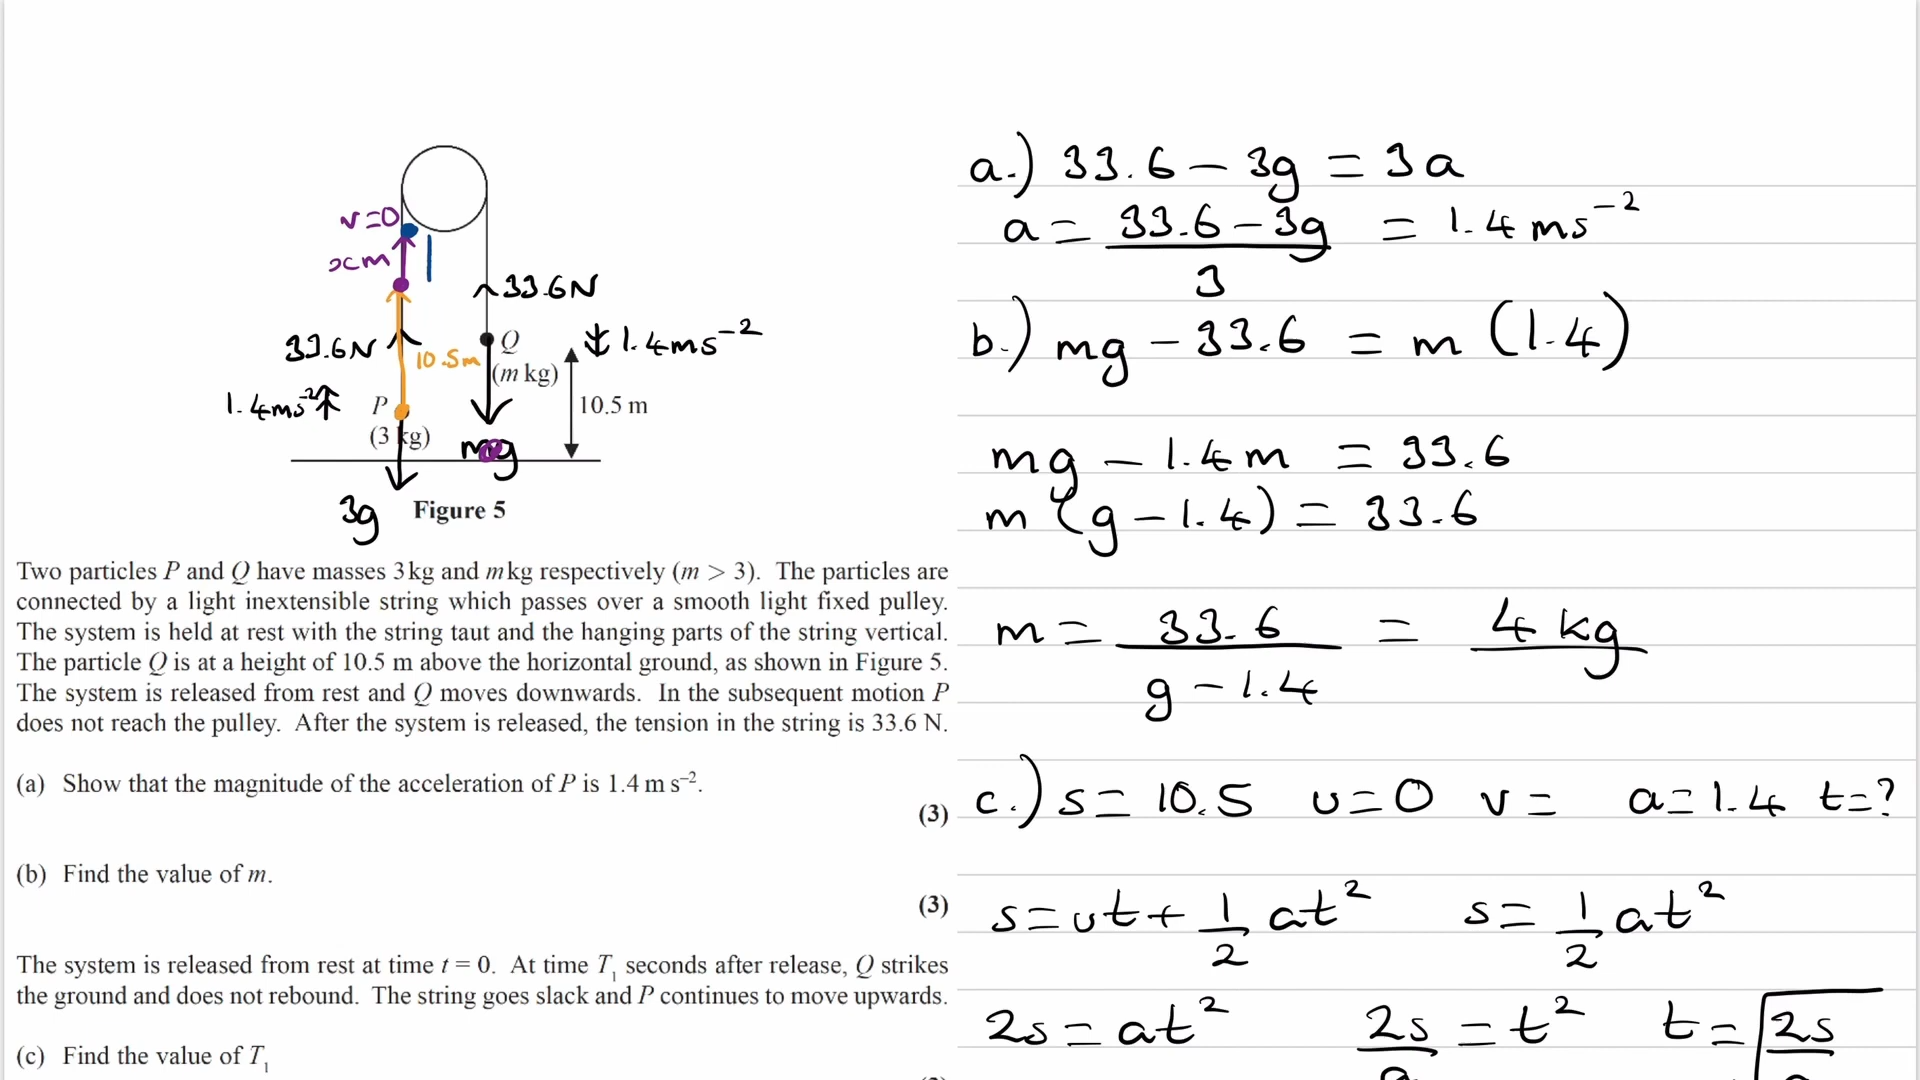 v=0
xcm
33.6N
33.6N
10.5m
Q
(m kg)
↓ 1.4ms⁻²
1.4ms⁻² ↑
P
(3 kg)
10.5 m
mg
3g
Figure 5
Two particles P and Q have masses 3 kg and m kg respectively (m > 3). The particles are
connected by a light inextensible string which passes over a smooth light fixed pulley.
The system is held at rest with the string taut and the hanging parts of the string vertical.
The particle Q is at a height of 10.5 m above the horizontal ground, as shown in Figure 5.
The system is released from rest and Q moves downwards. In the subsequent motion P
does not reach the pulley. After the system is released, the tension in the string is 33.6 N.
(a) Show that the magnitude of the acceleration of P is 1.4 m s⁻².
(3)
(b) Find the value of m.
(3)
The system is released from rest at time t = 0. At time T₁ seconds after release, Q strikes
the ground and does not rebound. The string goes slack and P continues to move upwards.
(c) Find the value of T₁
a.) 33.6 – 3g = 3a
a = 33.6 – 3g / 3 = 1.4 ms⁻²
b.) mg – 33.6 = m (1.4)
mg – 1.4m = 33.6
m (g – 1.4) = 33.6
m = 33.6 / g – 1.4 = 4 kg
c.) s = 10.5 u = 0 v = a = 1.4 t = ?
s = ut + 1/2 at² s = 1/2 at²
2s = at² 2s = t² t = √2s